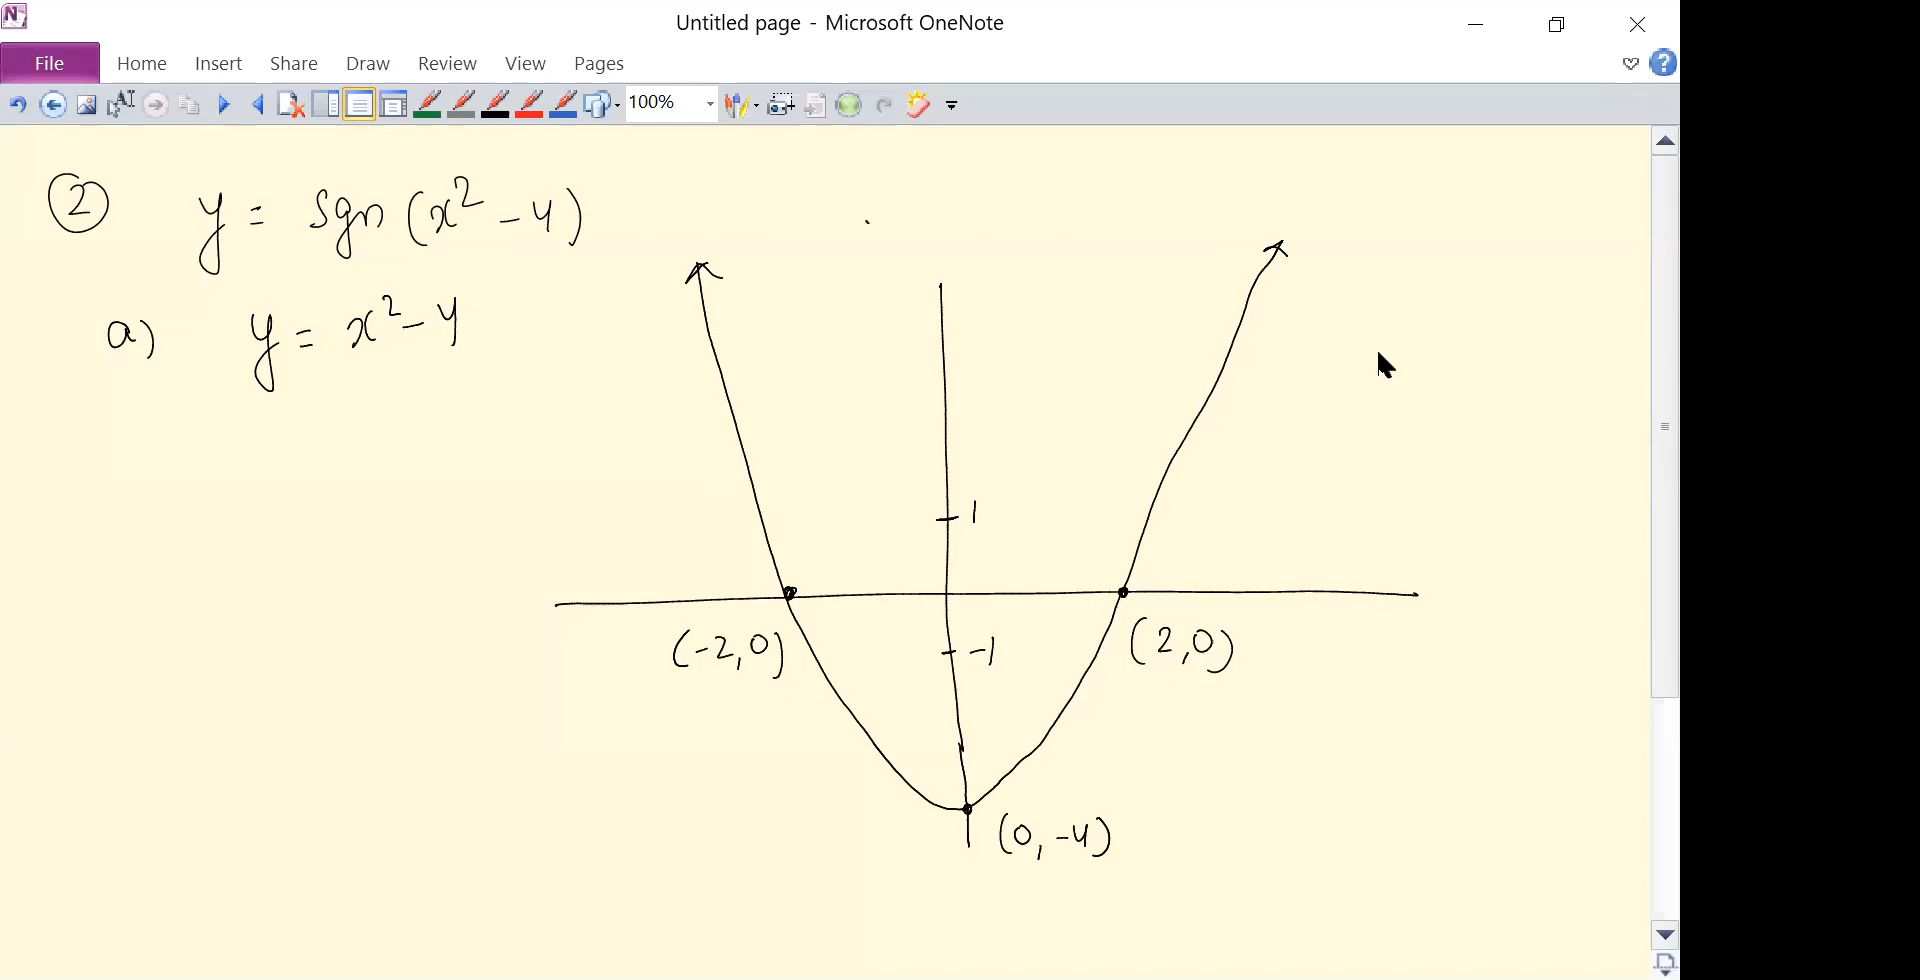 Untitled page - Microsoft OneNote
File Home Insert Share Draw Review View Pages
100%
② y = sgn (x² - 4)
a) y = x² - 4
1
(-2,0) -1 (2,0)
(0, -4)